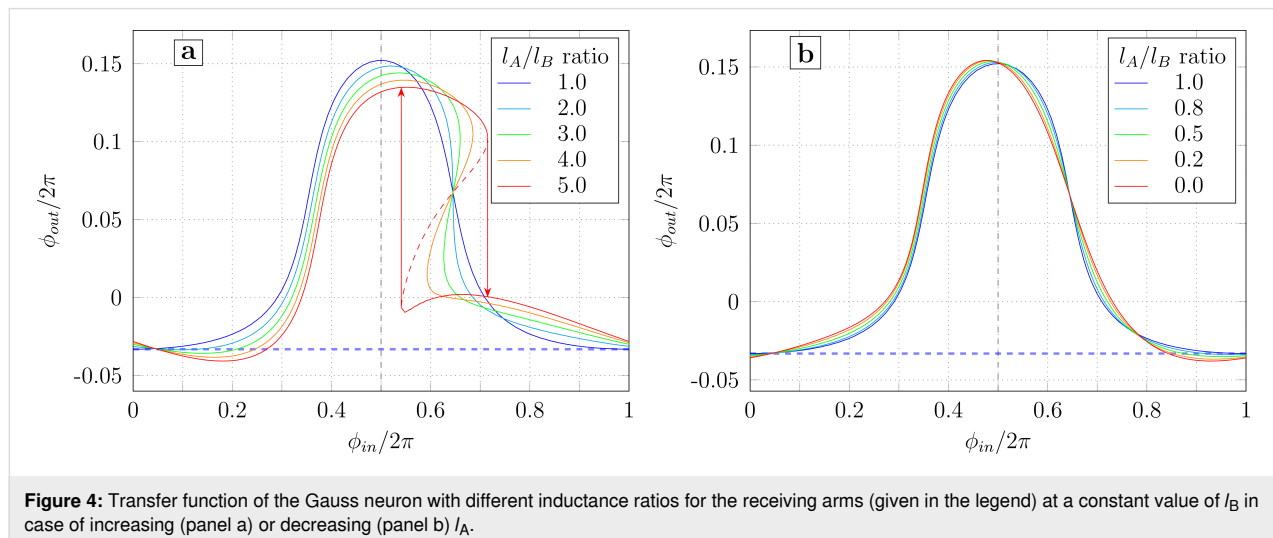 a
l_A/l_B ratio
1.0
2.0
3.0
4.0
5.0
0.15
0.1
0.05
0
-0.05
ϕ_out/2π
0 0.2 0.4 0.6 0.8 1
ϕ_in/2π
b
l_A/l_B ratio
1.0
0.8
0.5
0.2
0.0
0.15
0.1
0.05
0
-0.05
ϕ_out/2π
0 0.2 0.4 0.6 0.8 1
ϕ_in/2π
Figure 4: Transfer function of the Gauss neuron with different inductance ratios for the receiving arms (given in the legend) at a constant value of l_B in
case of increasing (panel a) or decreasing (panel b) l_A.